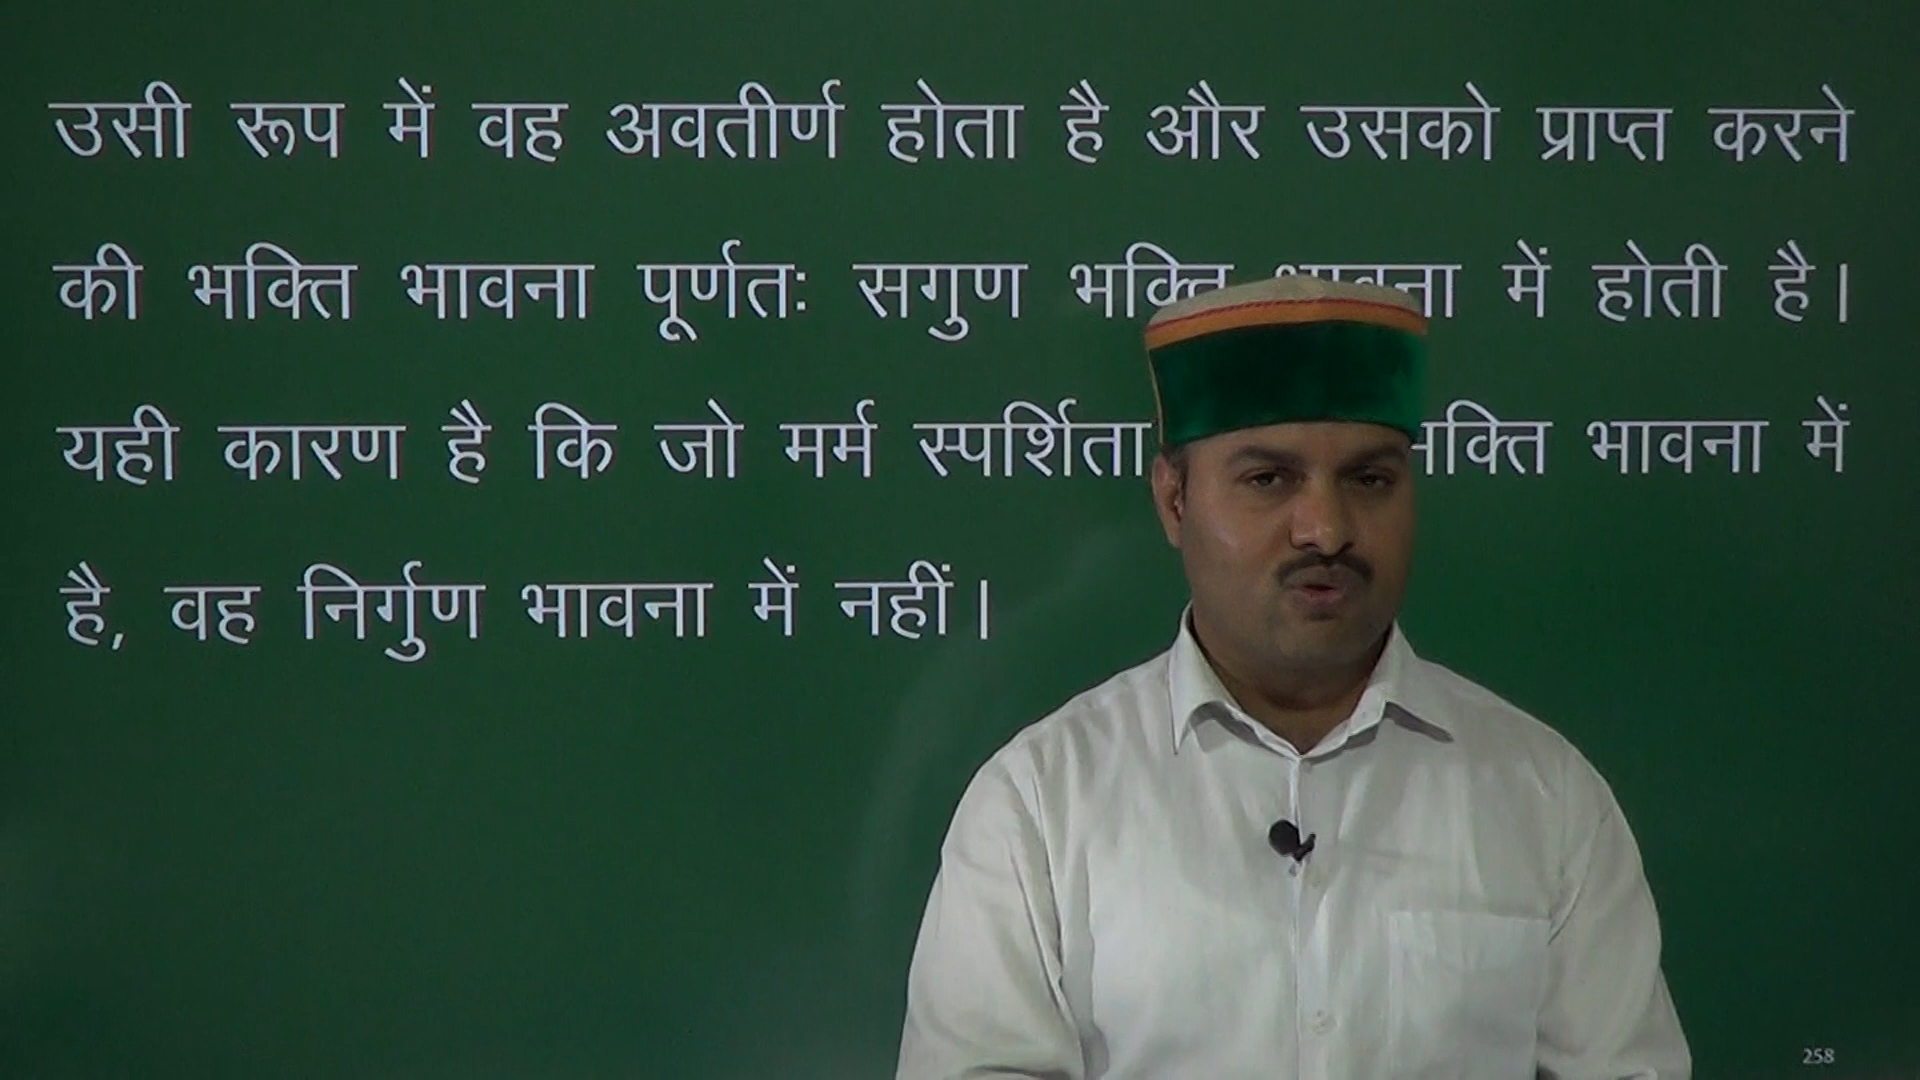 उसी रूप में वह अवतीर्ण होता है और उसको प्राप्त करने
की भक्ति भावना पूर्णतः सगुण भक्ति भावना में होती है।
यही कारण है कि जो मर्म स्पर्शिता भक्ति भावना में
है, वह निर्गुण भावना में नहीं।
258